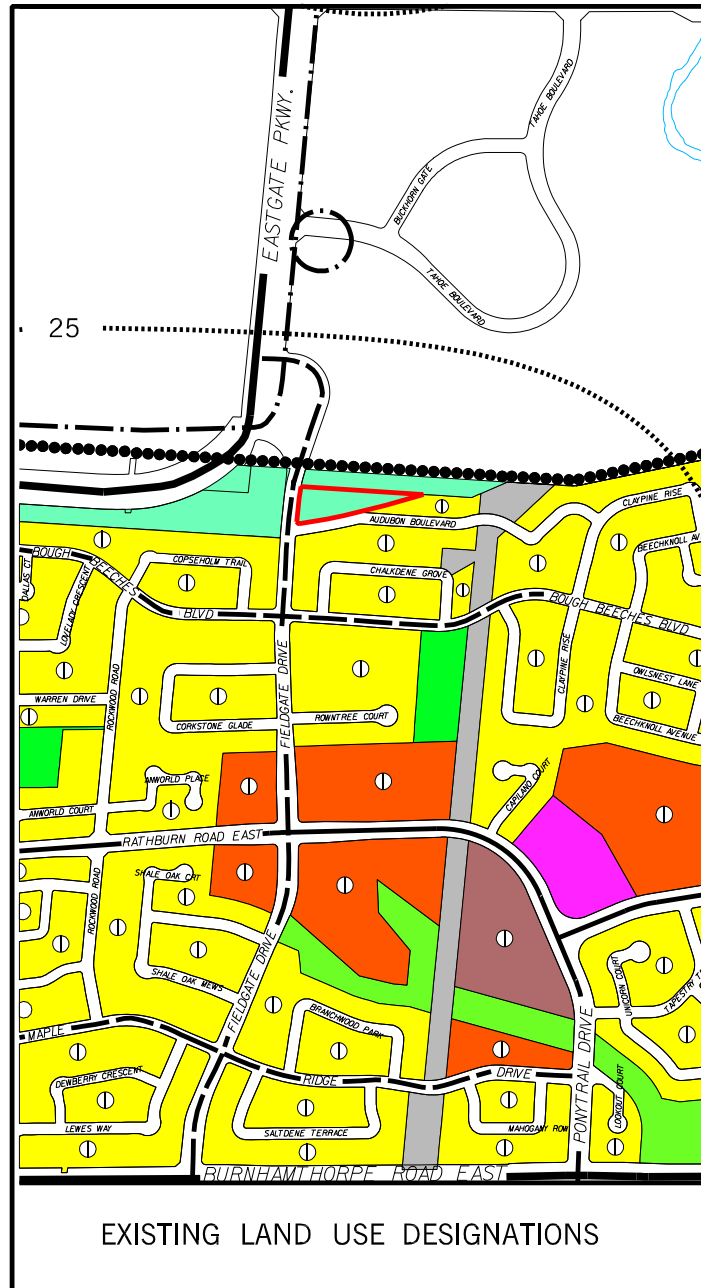 EASTGATE PKWY.
TAHOE BOULEVARD
BUCKHORN GATE
TAHOE BOULEVARD
25
CLAYPINE RISE
AUDUBON BOULEVARD
BEECHKNOLL AV
ROUGH BEECHES BLVD
COPSEHOLM TRAIL
CHALKDENE GROVE
DALLAS CT
LOVELADY CRESCENT
ROUGH BEECHES BLVD
CLAYPINE RISE
OWLSNEST LANE
ROCKWOOD ROAD
FIELDGATE DRIVE
WARREN DRIVE
CORKSTONE GLADE
ROWNTREE COURT
BEECHKNOLL AVENUE
ANWORLD PLACE
CAPILANO COURT
ANWORLD COURT
RATHBURN ROAD EAST
SHALE OAK CRT
ROCKWOOD ROAD
SHALE OAK MEWS
FIELDGATE DRIVE
UNICORN COURT
TAPESTRY T
BRANCHWOOD PARK
PONYTRAIL DRIVE
MAPLE RIDGE DRIVE
DEWBERRY CRESCENT
LOOKOUT COURT
LEWES WAY
SALTDENE TERRACE
MAHOGANY ROW
BURNHAMTHORPE ROAD EAST
EXISTING LAND USE DESIGNATIONS